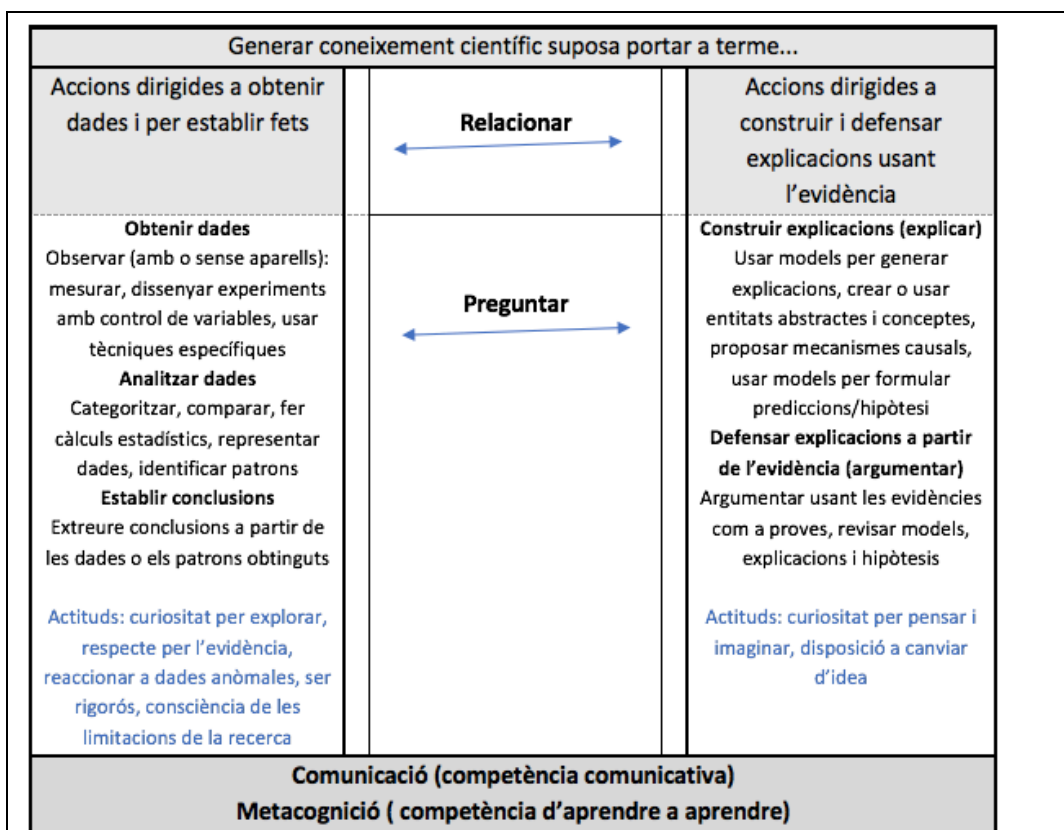 Generar coneixement científic suposa portar a terme...
Accions dirigides a obtenir
dades i per establir fets
Relacionar
Accions dirigides a
construir i defensar
explicacions usant
l'evidència
Obtenir dades
Observar (amb o sense aparells):
mesurar, dissenyar experiments
amb control de variables, usar
tècniques específiques
Analitzar dades
Categoritzar, comparar, fer
càlculs estadístics, representar
dades, identificar patrons
Establir conclusions
Extreure conclusions a partir de
les dades o els patrons obtinguts
Actituds: curiositat per explorar,
respecte per l'evidència,
reaccionar a dades anòmales, ser
rigorós, consciència de les
limitacions de la recerca
Preguntar
Construir explicacions (explicar)
Usar models per generar
explicacions, crear o usar
entitats abstractes i conceptes,
proposar mecanismes causals,
usar models per formular
prediccions/hipòtesi
Defensar explicacions a partir
de l'evidència (argumentar)
Argumentar usant les evidències
com a proves, revisar models,
explicacions i hipòtesis
Actituds: curiositat per pensar i
imaginar, disposició a canviar
d'idea
Comunicació (competència comunicativa)
Metacognició ( competència d'aprendre a aprendre)